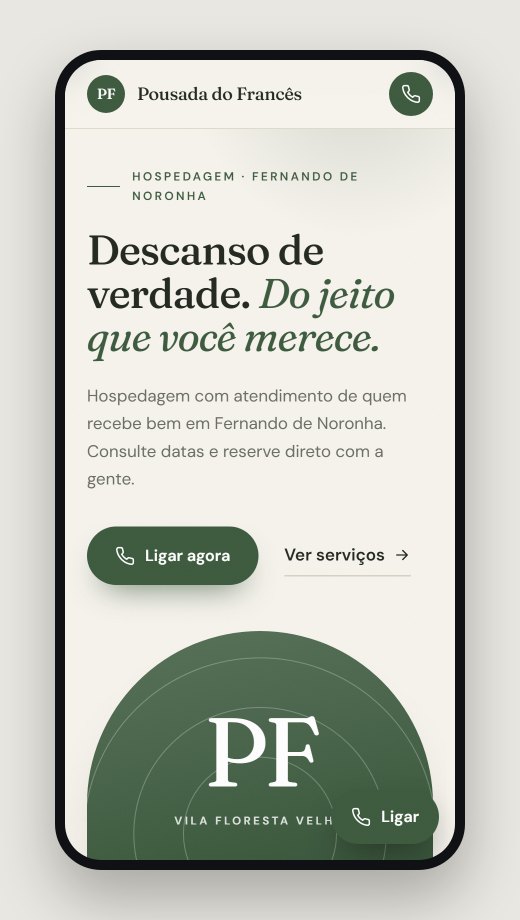 PF
Pousada do Francês
HOSPEDAGEM · FERNANDO DE
NORONHA
Descanso de
verdade. Do jeito
que você merece.
Hospedagem com atendimento de quem
recebe bem em Fernando de Noronha.
Consulte datas e reserve direto com a
gente.
Ligar agora
Ver serviços →
PF
VILA FLORESTA
Ligar